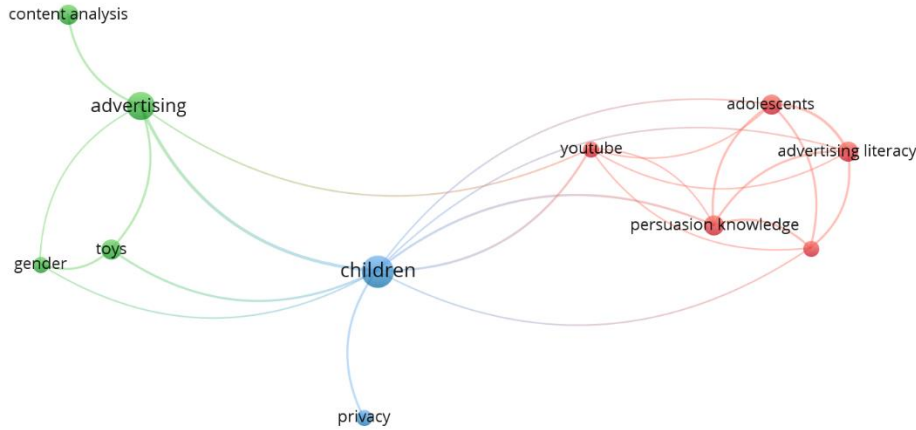 content analysis
advertising
adolescents
youtube
advertising literacy
persuasion knowledge
toys
gender
children
privacy